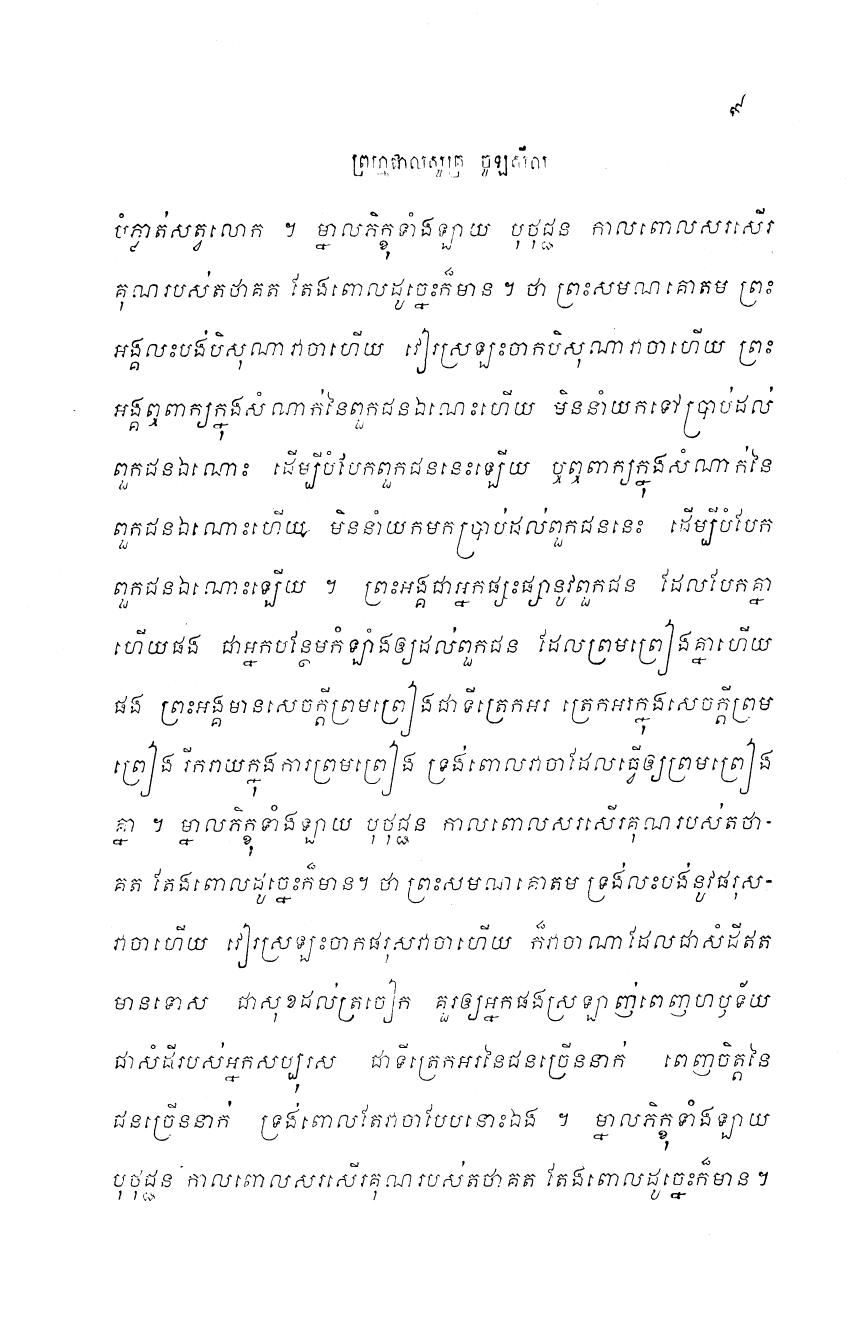 ៩
ព្រហ្មជាលសូត្រ ចូឡសីល
បំភ្វាត់សត្វលោក ។ ម្នាលភិក្ខុទាំងឡាយ បុថុជ្ជន កាលពោលសរសើរ
គុណរបស់តថាគត តែងពោលដូច្នេះក៏មាន ។ ថា ព្រះសមណគោតម ព្រះ
អង្គលះបង់បិសុណាវាចាហើយ វៀរស្រឡះចាកបិសុណាវាចាហើយ ព្រះ
អង្គឮពាក្យក្នុងសំណាក់នៃពួកជនឯណេះហើយ មិននាំយកទៅប្រាប់ដល់
ពួកជនឯណោះ ដើម្បីបំបែកពួកជននេះឡើយ ឬឮពាក្យក្នុងសំណាក់នៃ
ពួកជនឯណោះហើយ មិននាំយកមកប្រាប់ដល់ពួកជននេះ ដើម្បីបំបែក
ពួកជនឯណោះឡើយ ។ ព្រះអង្គជាអ្នកផ្សះផ្សានូវពួកជន ដែលបែកគ្នា
ហើយផង ជាអ្នកបន្ថែមកំឡាំងឲ្យដល់ពួកជន ដែលព្រមព្រៀងគ្នាហើយ
ផង ព្រះអង្គមានសេចក្តីព្រមព្រៀងជាទីត្រេកអរ ត្រេកអរក្នុងសេចក្តីព្រម
ព្រៀង រីករាយក្នុងការព្រមព្រៀង ទ្រង់ពោលវាចាដែលធ្វើឲ្យព្រមព្រៀង
គ្នា ។ ម្នាលភិក្ខុទាំងឡាយ បុថុជ្ជន កាលពោលសរសើរគុណរបស់តថា-
គត តែងពោលដូច្នេះក៏មាន។ ថា ព្រះសមណគោតម ទ្រង់លះបង់នូវផរុស-
វាចាហើយ វៀរស្រឡះចាកផរុសវាចាហើយ ក៏វាចាណាដែលជាសំដីឥត
មានទោស ជាសុខដល់ត្រចៀក គួរឲ្យអ្នកផងស្រឡាញ់ពេញហឫទ័យ
ជាសំដីរបស់អ្នកសប្បុរស ជាទីត្រេកអរនៃជនច្រើននាក់ ពេញចិត្តនៃ
ជនច្រើននាក់ ទ្រង់ពោលតែវាចាបែបនោះឯង ។ ម្នាលភិក្ខុទាំងឡាយ
បុថុជ្ជន កាលពោលសរសើរគុណរបស់តថាគត តែងពោលដូច្នេះក៏មាន ។